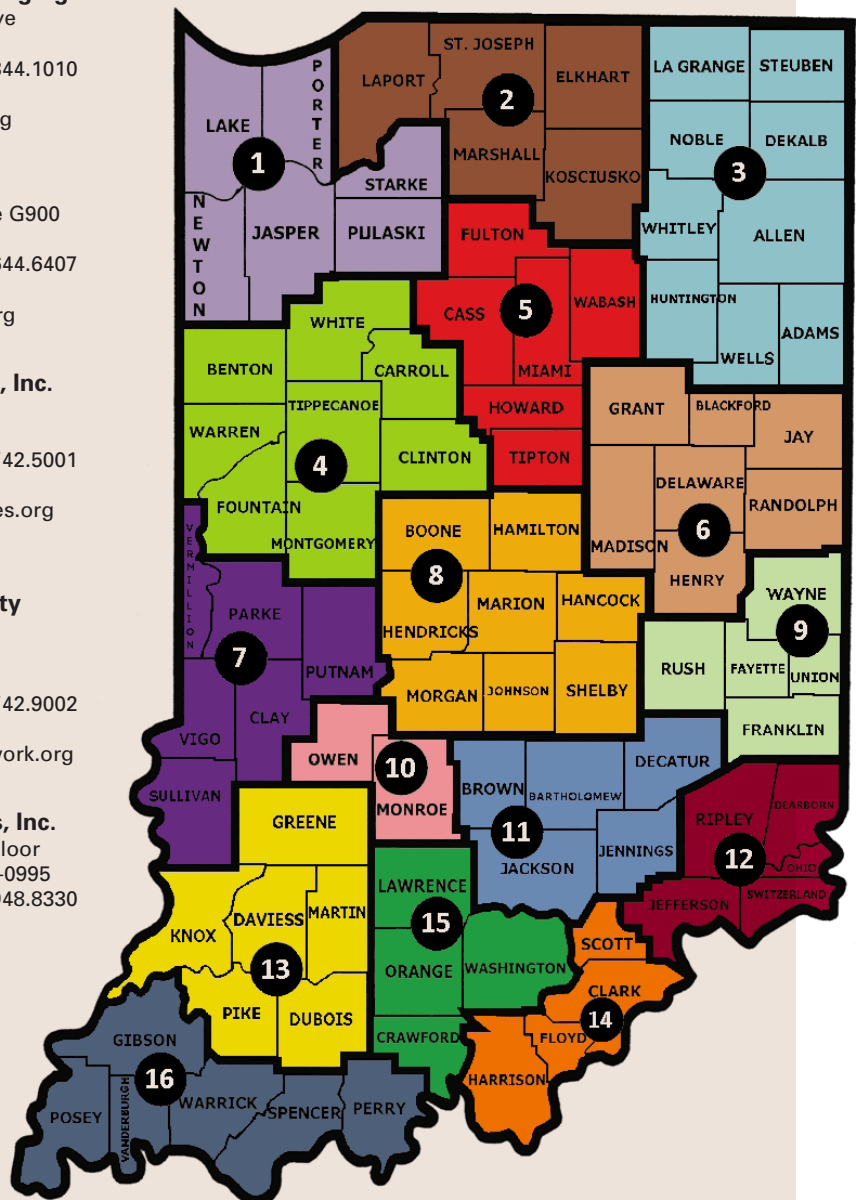 ve
344.1010
g
e G900
644.6407
rg
, Inc.
742.5001
es.org
ty
742.9002
vork.org
s, Inc.
loor
-0995
948.8330
PORTER
LAKE
1
NEWTON
JASPER
STARKE
PULASKI
LAPORT
ST. JOSEPH
ELKHART
2
MARSHALL
KOSCIUSKO
LA GRANGE
STEUBEN
NOBLE
DEKALB
3
WHITLEY
ALLEN
HUNTINGTON
WELLS
ADAMS
WHITE
BENTON
CARROLL
TIPPECANOE
WARREN
4
CLINTON
FOUNTAIN
MONTGOMERY
FULTON
CASS
5
WABASH
MIAMI
HOWARD
TIPTON
GRANT
BLACKFORD
JAY
DELAWARE
RANDOLPH
6
MADISON
HENRY
VERMILLION
PARKE
7
PUTNAM
CLAY
VIGO
SULLIVAN
BOONE
HAMILTON
8
MARION
HANCOCK
HENDRICKS
MORGAN
JOHNSON
SHELBY
WAYNE
9
RUSH
FAYETTE
UNION
FRANKLIN
OWEN
10
MONROE
BROWN
BARTHOLOMEW
DECATUR
11
JACKSON
JENNINGS
RIPLEY
DEARBORN
12
OHIO
JEFFERSON
SWITZERLAND
GREENE
KNOX
DAVIESS
MARTIN
13
PIKE
DUBOIS
SCOTT
CLARK
14
FLOYD
HARRISON
LAWRENCE
15
ORANGE
WASHINGTON
CRAWFORD
GIBSON
16
POSEY
VANDERBURGH
WARRICK
SPENCER
PERRY